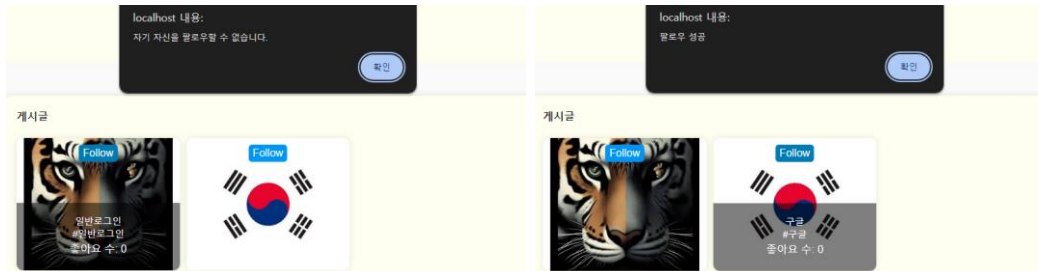 localhost 내용:
자기 자신을 팔로우할 수 없습니다.
확인
게시글
Follow
Follow
일반로그인
#일반로그인
좋아요 수: 0
localhost 내용:
팔로우 성공
확인
게시글
Follow
Follow
구글
#구글
좋아요 수: 0